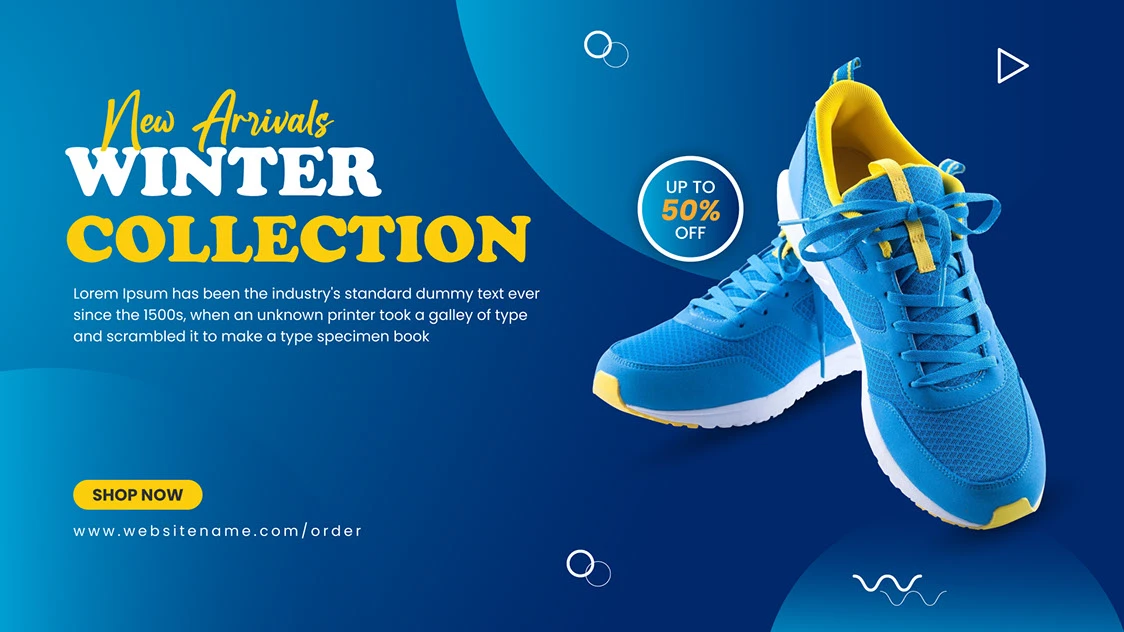 New Arrivals
WINTER
COLLECTION
Lorem Ipsum has been the industry's standard dummy text ever
since the 1500s, when an unknown printer took a galley of type
and scrambled it to make a type specimen book
SHOP NOW
www.websitename.com/order
UP TO
50%
OFF